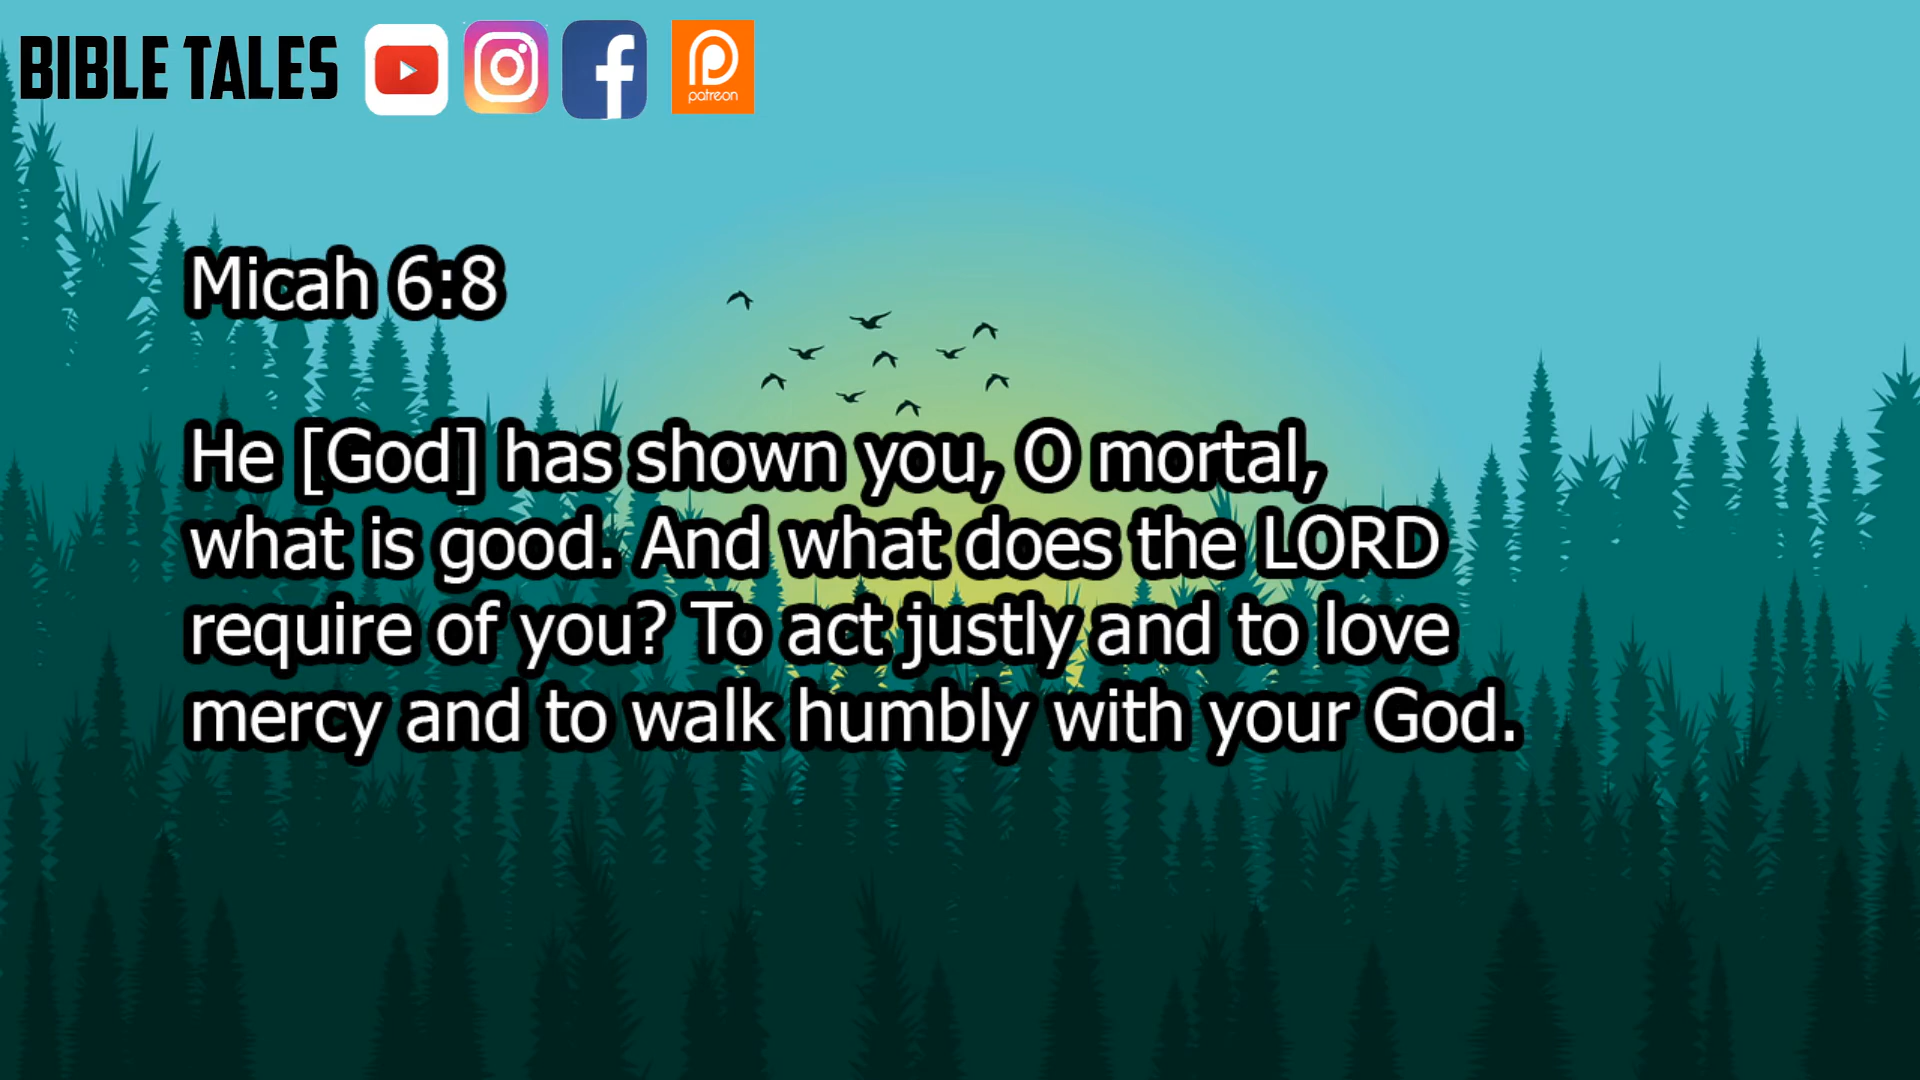 BIBLE TALES
patreon
Micah 6:8
He [God] has shown you, O mortal,
what is good. And what does the LORD
require of you? To act justly and to love
mercy and to walk humbly with your God.